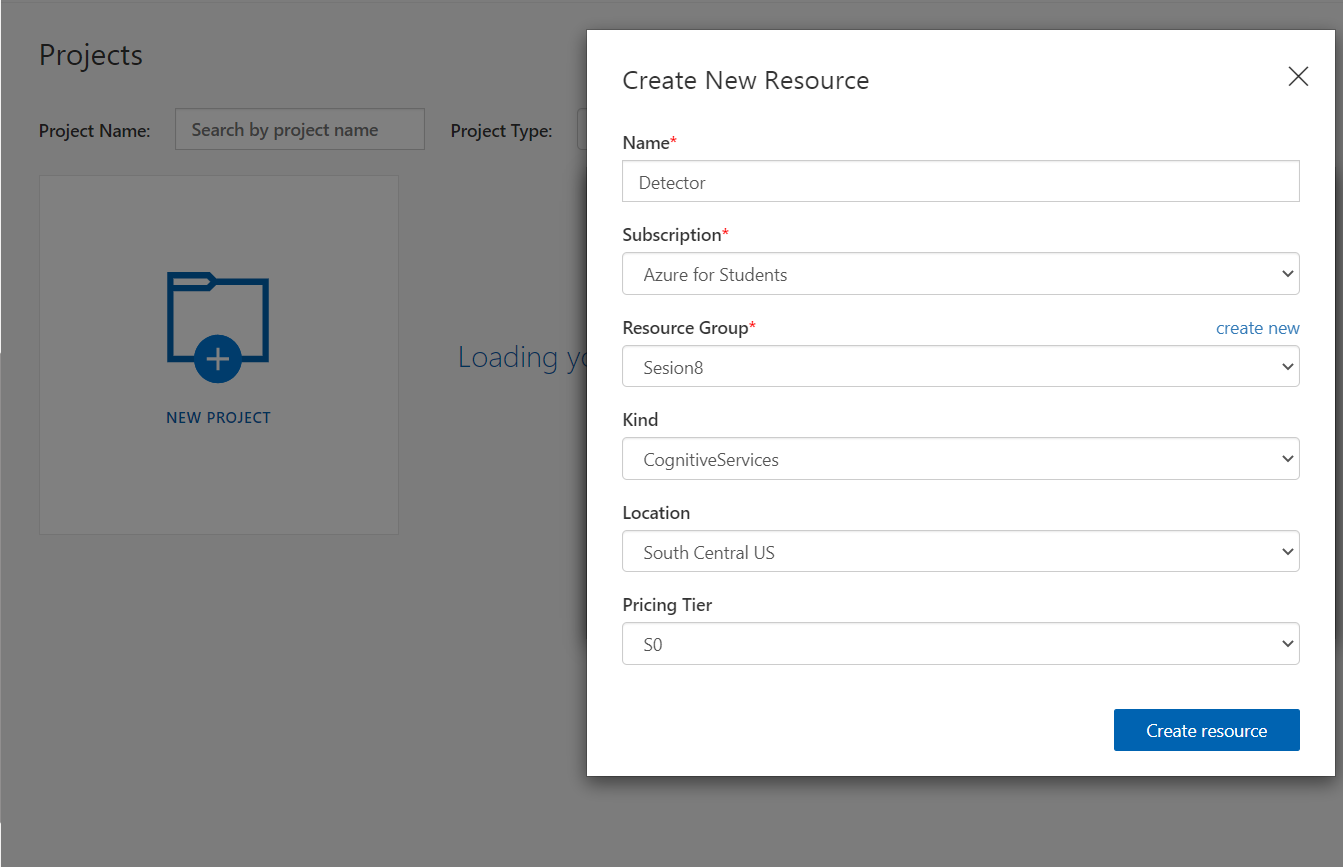 Projects
Project Name:
Search by project name
Project Type:
NEW PROJECT
Loading yo
Create New Resource
Name*
Detector
Subscription*
Azure for Students
Resource Group*
create new
Sesion8
Kind
CognitiveServices
Location
South Central US
Pricing Tier
S0
Create resource